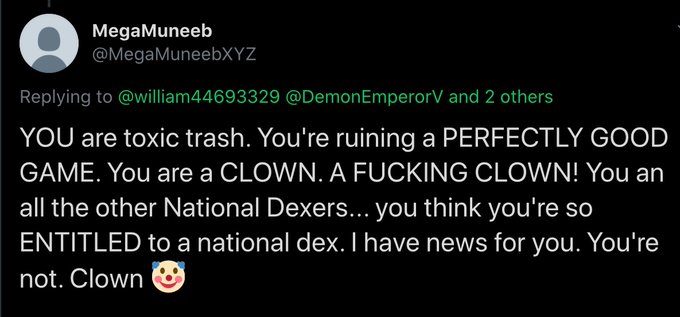 MegaMuneeb
@MegaMuneebXYZ
Replying to @william44693329 @DemonEmperorV and 2 others
YOU are toxic trash. You're ruining a PERFECTLY GOOD
GAME. You are a CLOWN. A FUCKING CLOWN! You an
all the other National Dexers... you think you're so
ENTITLED to a national dex. I have news for you. You're
not. Clown 🤡